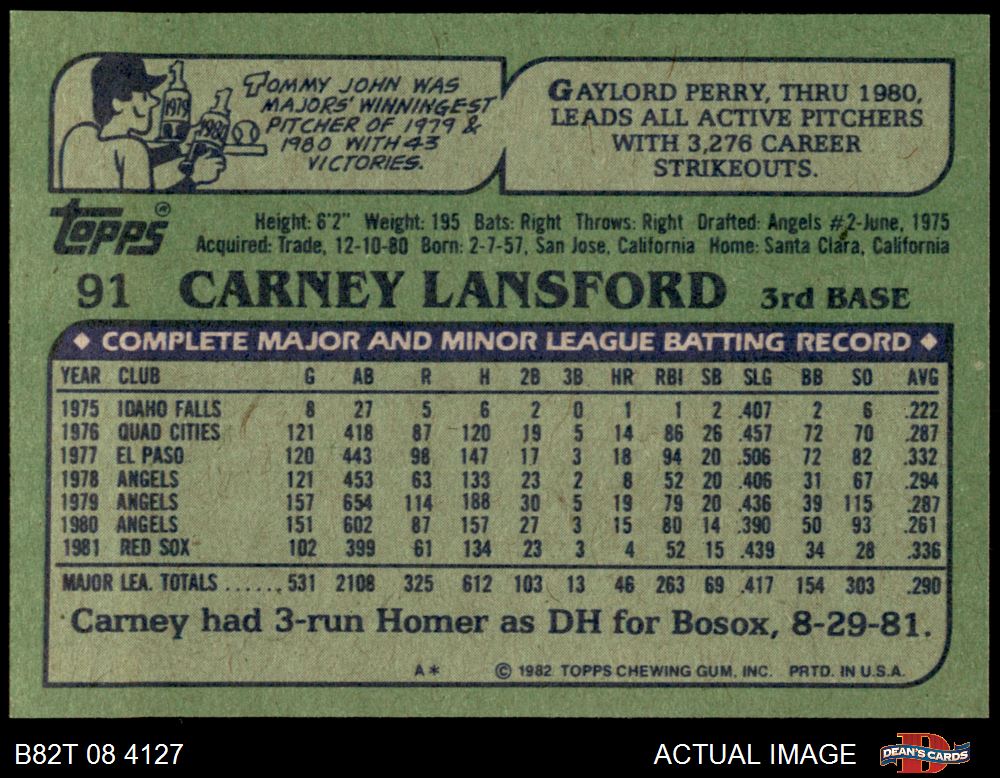 TOMMY JOHN WAS
MAJORS' WINNINGEST
PITCHER OF 1979 &
1980 WITH 43
VICTORIES.
1979
1980
GAYLORD PERRY, THRU 1980,
LEADS ALL ACTIVE PITCHERS
WITH 3,276 CAREER
STRIKEOUTS.
TOPPS®
Height: 6'2" Weight: 195 Bats: Right Throws: Right Drafted: Angels #2-June, 1975
Acquired: Trade, 12-10-80 Born: 2-7-57, San Jose, California Home: Santa Clara, California
91 CARNEY LANSFORD 3rd BASE
◆ COMPLETE MAJOR AND MINOR LEAGUE BATTING RECORD ◆
YEAR CLUB G AB R H 2B 3B HR RBI SB SLG BB SO AVG
1975 IDAHO FALLS 8 27 5 6 2 0 1 1 2 .407 2 6 .222
1976 QUAD CITIES 121 418 87 120 19 5 14 86 26 .457 72 70 .287
1977 EL PASO 120 443 98 147 17 3 18 94 20 .506 72 82 .332
1978 ANGELS 121 453 63 133 23 2 8 52 20 .406 31 67 .294
1979 ANGELS 157 654 114 188 30 5 19 79 20 .436 39 115 .287
1980 ANGELS 151 602 87 157 27 3 15 80 14 .390 50 93 .261
1981 RED SOX 102 399 61 134 23 3 4 52 15 .439 34 28 .336
MAJOR LEA. TOTALS ...... 531 2108 325 612 103 13 46 263 69 .417 154 303 .290
Carney had 3-run Homer as DH for Bosox, 8-29-81.
A* © 1982 TOPPS CHEWING GUM, INC. PRTD. IN U.S.A.
B82T 08 4127 ACTUAL IMAGE D DEAN'S CARDS